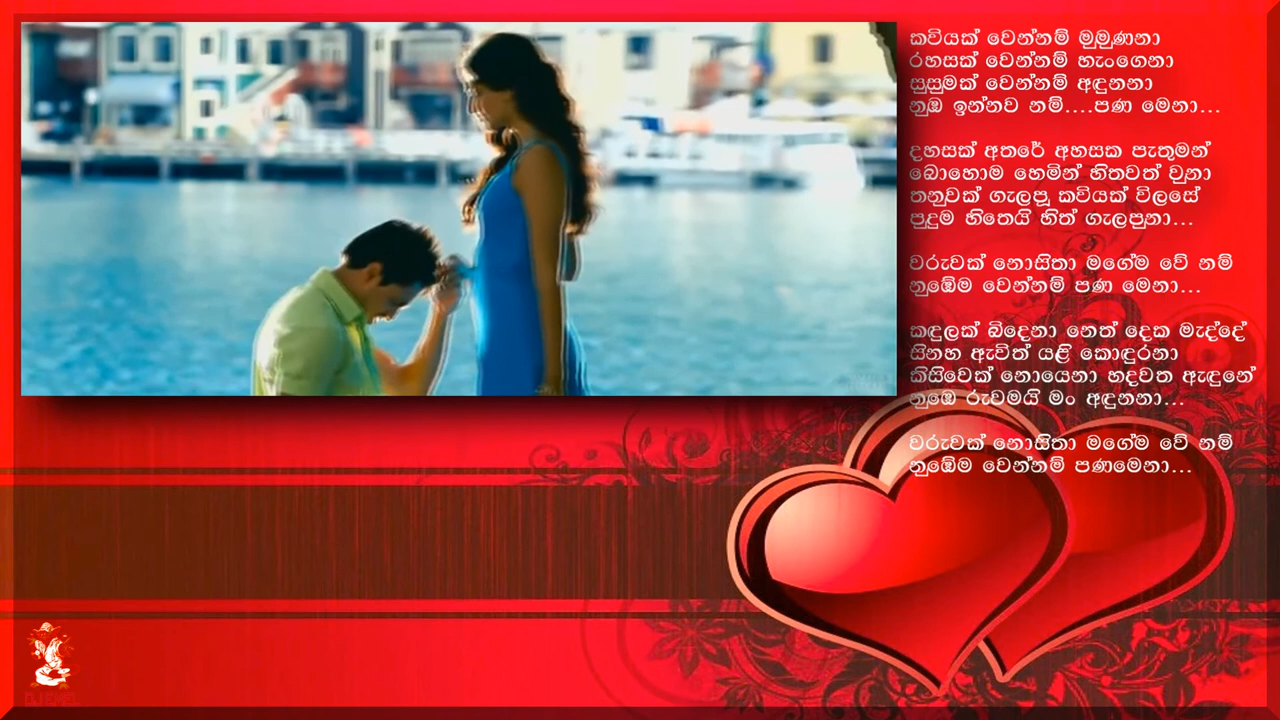 කවියක් වෙන්නම් මුමුණනා
රහසක් වෙන්නම් හැංගෙනා
සුසුමක් වෙන්නම් අඳුනනා
නුඹ ඉන්නව නම්....පණ මෙනා...
දහසක් අතරේ අහසක පැතුමන්
බොහොම හෙමින් හිතවත් වුනා
තනුවක් ගැලපූ කවියක් විලසේ
පුදුම හිතෙයි හිත් ගැලපුනා...
වරුවක් නොසිතා මගේම වේ නම්
නුඹේම වෙන්නම් පණ මෙනා...
කඳුලක් බිදෙනා නෙත් දෙක මැද්දේ
සිනහ ඇවිත් යළි කොඳුරනා
කිසිවෙක් නොයෙනා හදවත ඇඳුනේ
නුඹෙ රුවමයි මං අඳුනනා...
වරුවක් නොසිතා මගේම වේ නම්
නුඹේම වෙන්නම් පණමෙනා...